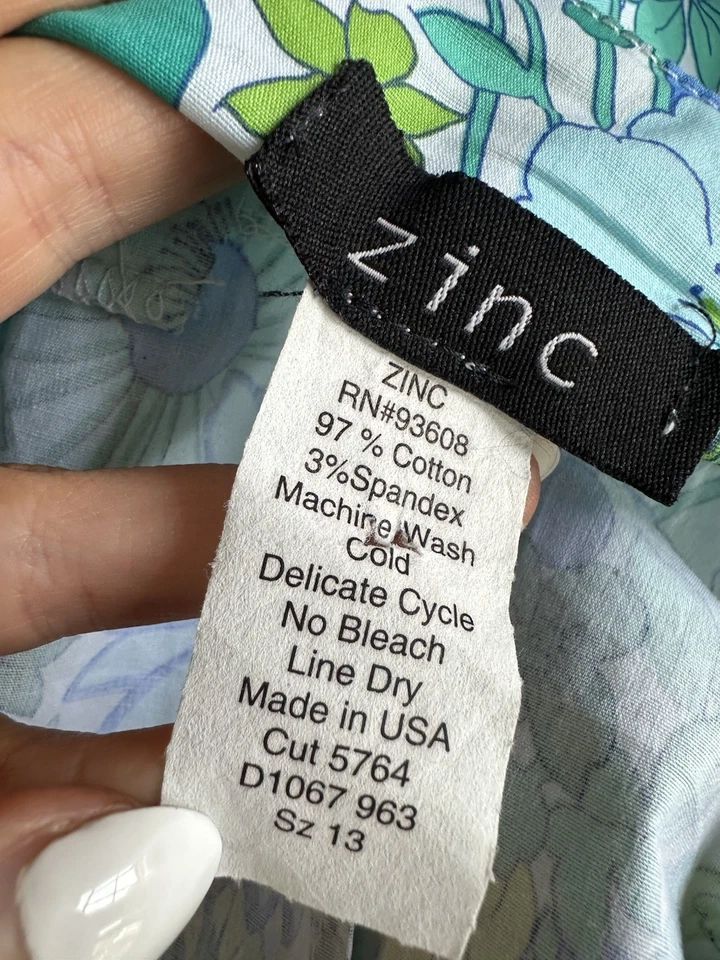 zinc
ZINC
RN#93608
97 % Cotton
3%Spandex
Machine Wash
Cold
Delicate Cycle
No Bleach
Line Dry
Made in USA
Cut 5764
D1067 963
Sz 13